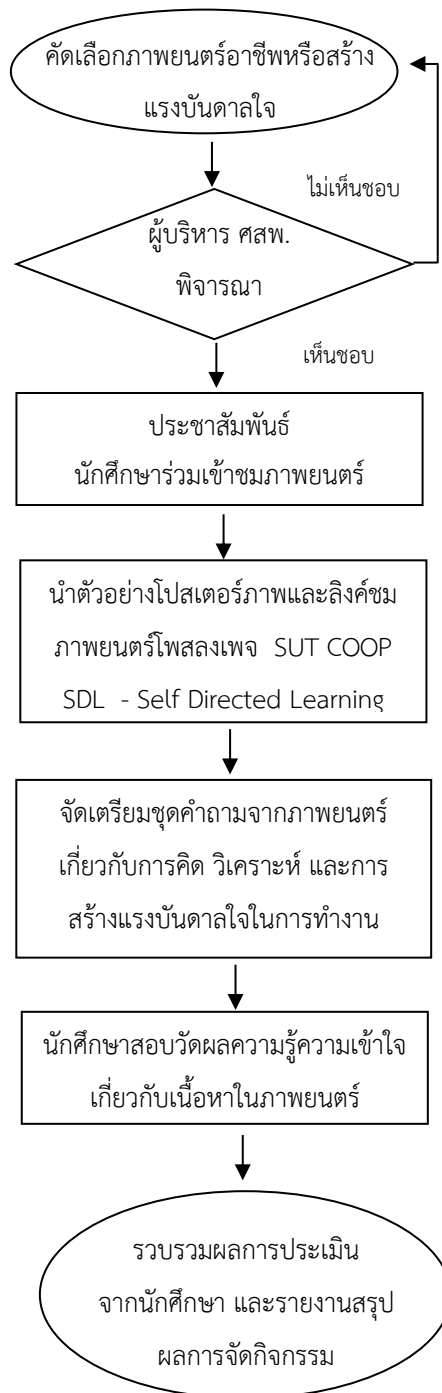 คัดเลือกภาพยนตร์อาชีพหรือสร้าง
แรงบันดาลใจ
ไม่เห็นชอบ
ผู้บริหาร ศสพ.
พิจารณา
เห็นชอบ
ประชาสัมพันธ์
นักศึกษาร่วมเข้าชมภาพยนตร์
นำตัวอย่างโปสเตอร์ภาพและลิงค์ชม
ภาพยนตร์โพสลงเพจ SUT COOP
SDL - Self Directed Learning
จัดเตรียมชุดคำถามจากภาพยนตร์
เกี่ยวกับการคิด วิเคราะห์ และการ
สร้างแรงบันดาลใจในการทำงาน
นักศึกษาสอบวัดผลความรู้ความเข้าใจ
เกี่ยวกับเนื้อหาในภาพยนตร์
รวบรวมผลการประเมิน
จากนักศึกษา และรายงานสรุป
ผลการจัดกิจกรรม